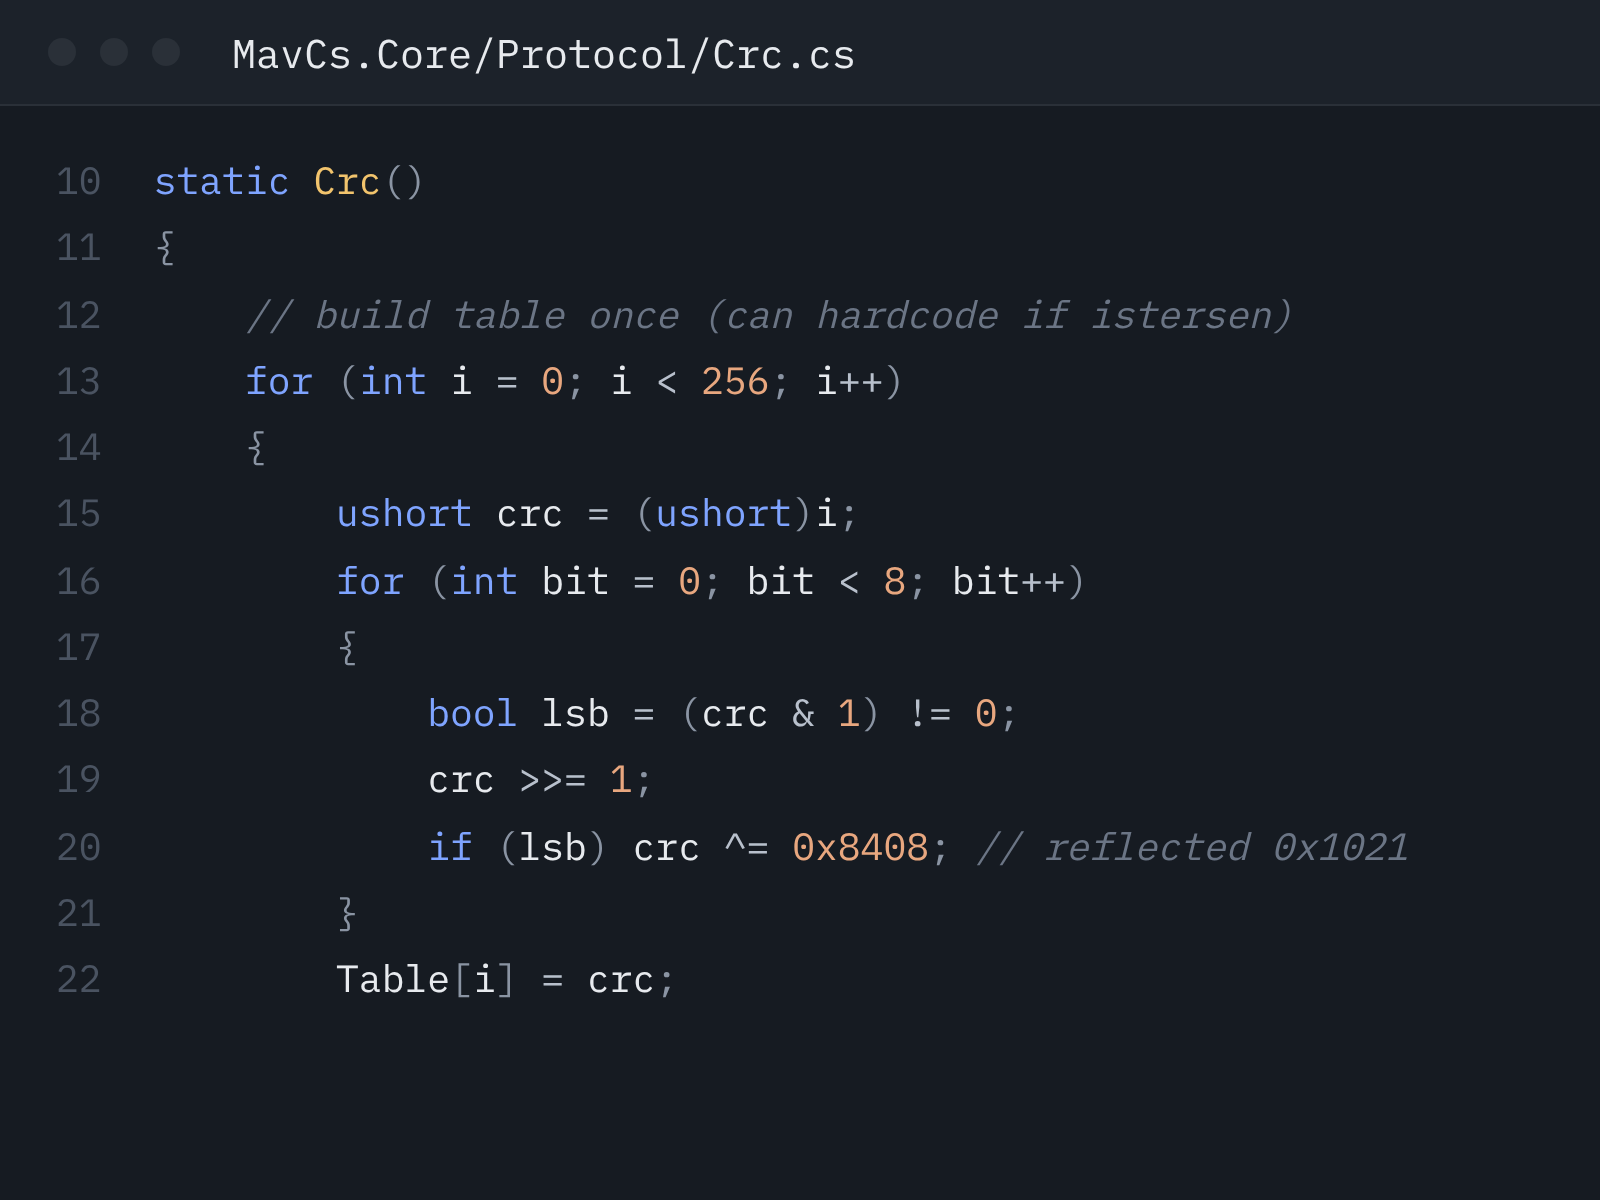 MavCs.Core/Protocol/Crc.cs
10 static Crc()
11 {
12     // build table once (can hardcode if istersen)
13     for (int i = 0; i < 256; i++)
14     {
15         ushort crc = (ushort)i;
16         for (int bit = 0; bit < 8; bit++)
17         {
18             bool lsb = (crc & 1) != 0;
19             crc >>= 1;
20             if (lsb) crc ^= 0x8408; // reflected 0x1021
21         }
22         Table[i] = crc;